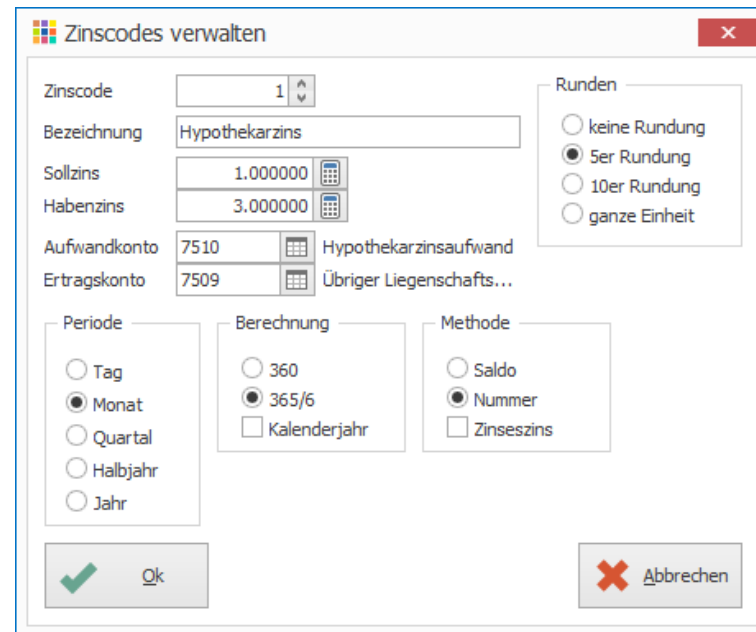 Zinscodes verwalten
Zinscode 1
Bezeichnung Hypothekarzins
Sollzins 1.000000
Habenzins 3.000000
Aufwandkonto 7510 Hypothekarzinsaufwand
Ertragskonto 7509 Übriger Liegenschafts...
Runden
keine Rundung
5er Rundung
10er Rundung
ganze Einheit
Periode
Tag
Monat
Quartal
Halbjahr
Jahr
Berechnung
360
365/6
Kalenderjahr
Methode
Saldo
Nummer
Zinseszins
Ok
Abbrechen